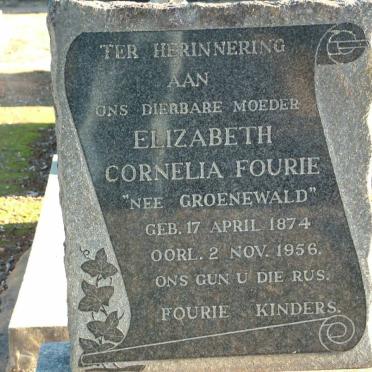 TER HERINNERING
AAN
ONS DIERBARE MOEDER
ELIZABETH
CORNELIA FOURIE
"NEE GROENEWALD"
GEB. 17 APRIL 1874
OORL. 2 NOV. 1956.
ONS GUN U DIE RUS.
FOURIE KINDERS.